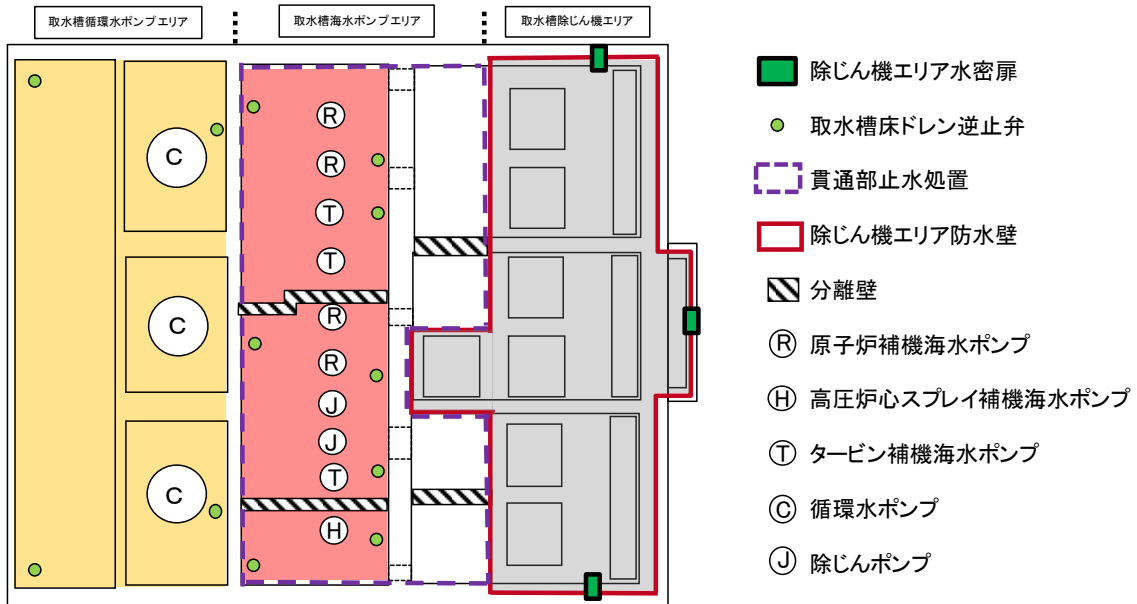 取水槽循環水ポンプエリア
取水槽海水ポンプエリア
取水槽除じん機エリア
C
C
C
R
R
T
T
R
R
J
J
T
H
除じん機エリア水密扉
取水槽床ドレン逆止弁
貫通部止水処置
除じん機エリア防水壁
分離壁
R 原子炉補機海水ポンプ
H 高圧炉心スプレイ補機海水ポンプ
T タービン補機海水ポンプ
C 循環水ポンプ
J 除じんポンプ